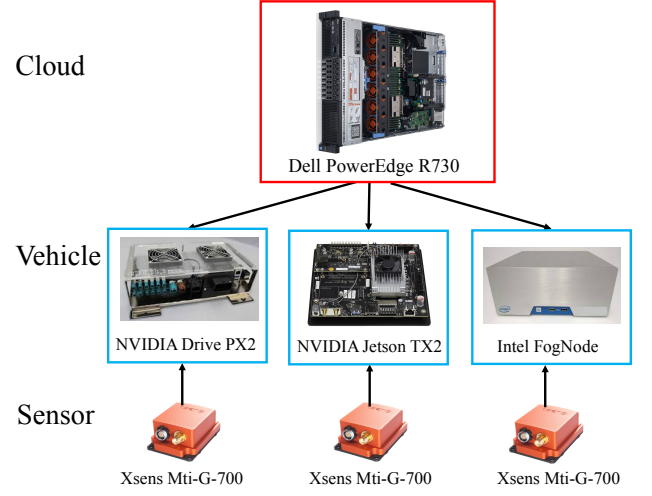 Cloud
Dell PowerEdge R730
Vehicle
NVIDIA Drive PX2
NVIDIA Jetson TX2
intel
Intel FogNode
Sensor
Xsens Mti-G-700
Xsens Mti-G-700
Xsens Mti-G-700